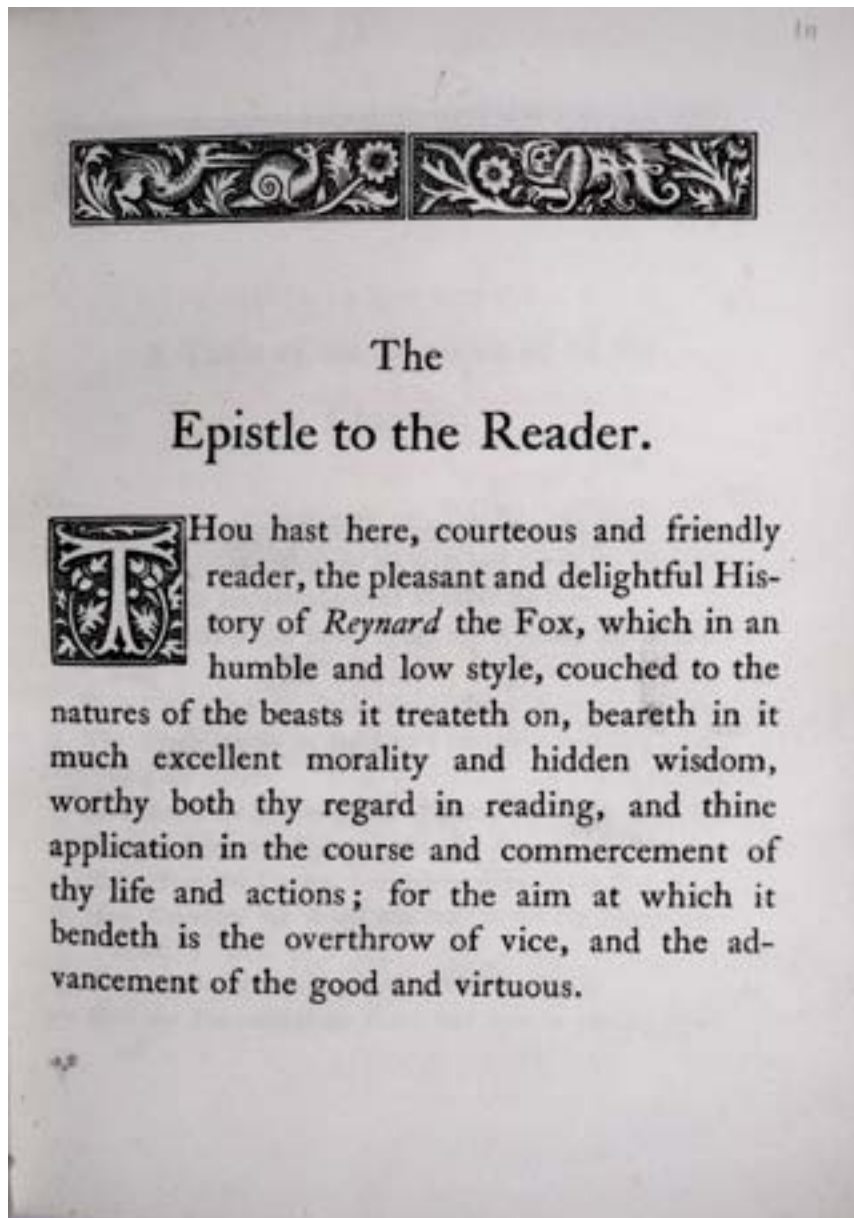 The
Epistle to the Reader.
THou hast here, courteous and friendly
reader, the pleasant and delightful His-
tory of Reynard the Fox, which in an
humble and low style, couched to the
natures of the beasts it treateth on, beareth in it
much excellent morality and hidden wisdom,
worthy both thy regard in reading, and thine
application in the course and commercement of
thy life and actions; for the aim at which it
bendeth is the overthrow of vice, and the ad-
vancement of the good and virtuous.